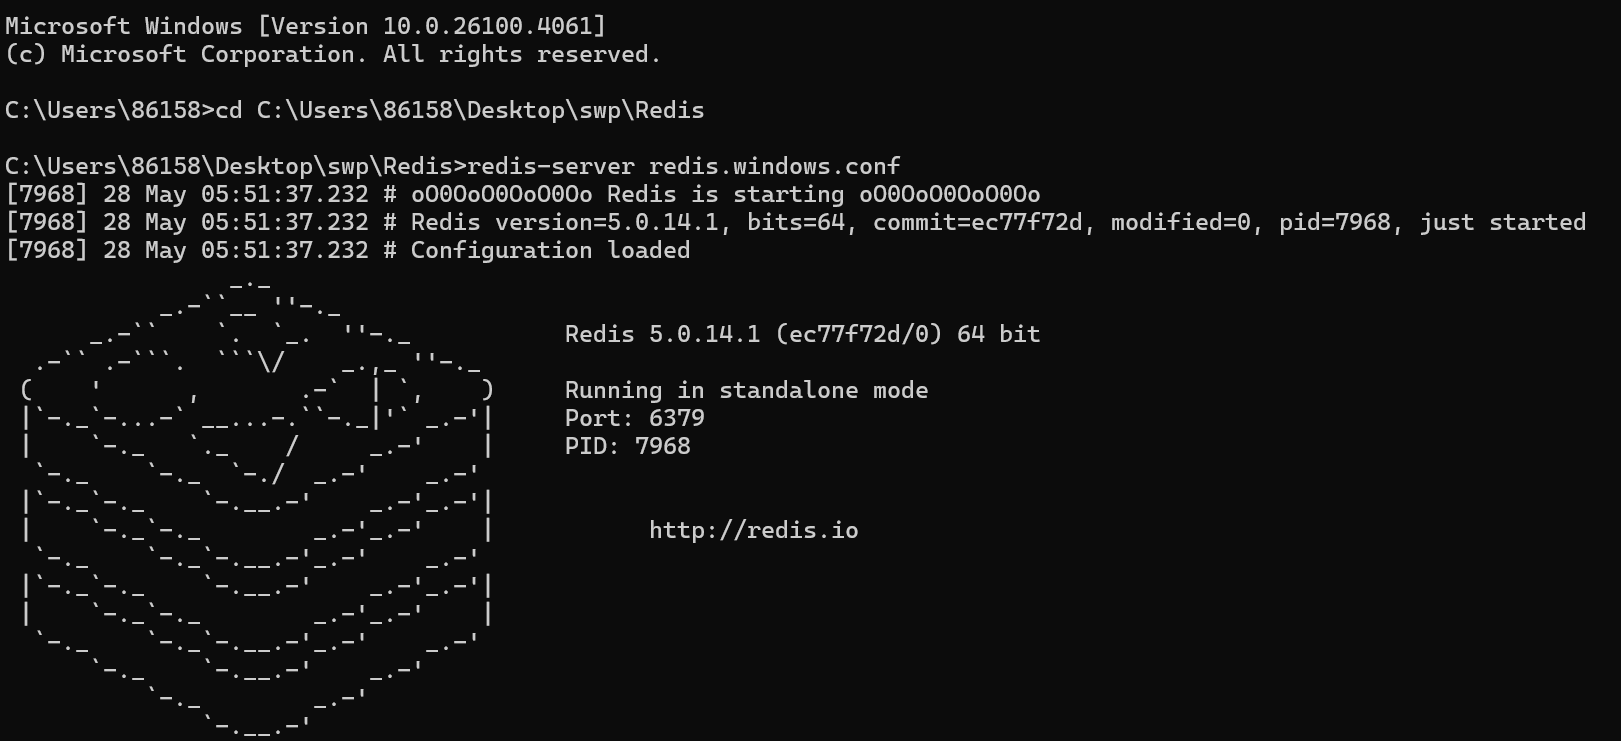 Microsoft Windows [Version 10.0.26100.4061]
(c) Microsoft Corporation. All rights reserved.
C:\Users\86158>cd C:\Users\86158\Desktop\swp\Redis
C:\Users\86158\Desktop\swp\Redis>redis-server redis.windows.conf
[7968] 28 May 05:51:37.232 # oO0OoO0OoO0Oo Redis is starting oO0OoO0OoO0Oo
[7968] 28 May 05:51:37.232 # Redis version=5.0.14.1, bits=64, commit=ec77f72d, modified=0, pid=7968, just started
[7968] 28 May 05:51:37.232 # Configuration loaded
Redis 5.0.14.1 (ec77f72d/0) 64 bit
Running in standalone mode
Port: 6379
PID: 7968
http://redis.io